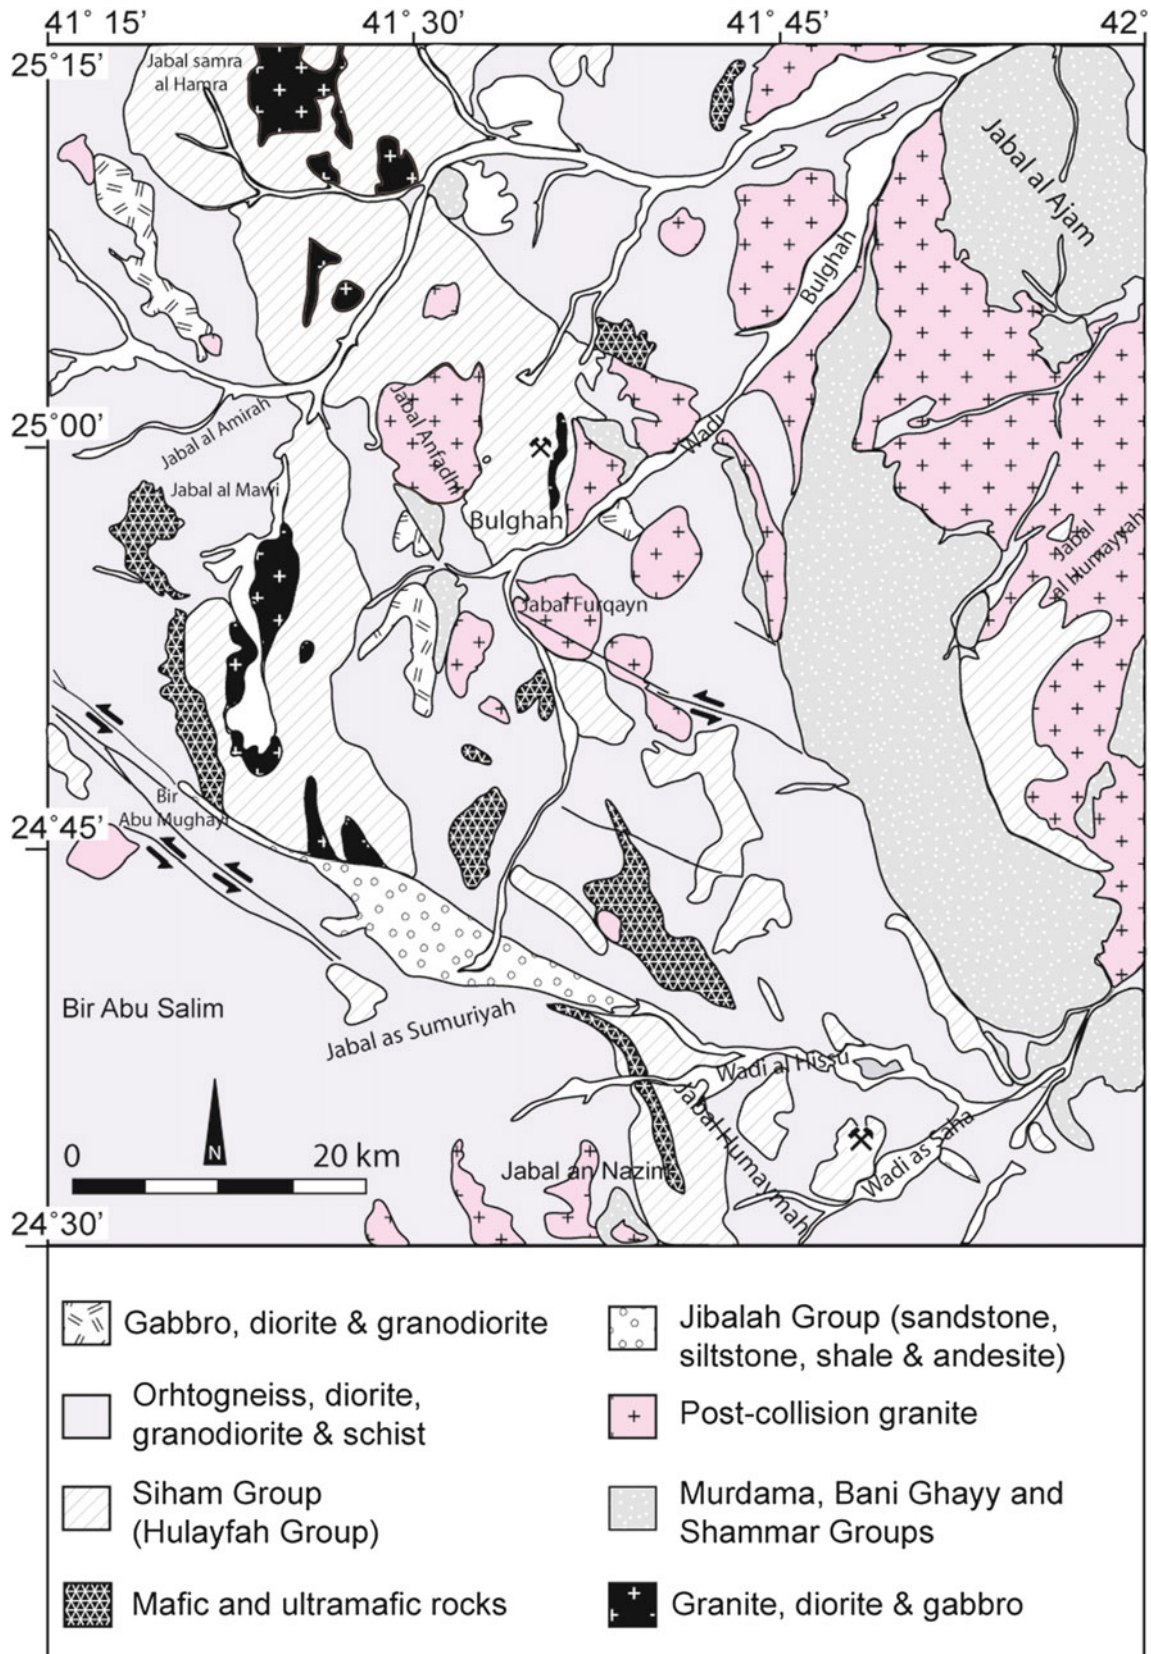 41° 15’
41° 30’
41° 45’
42°
25°15’
Jabal samra
al Hamra
Jabal al Ajam
Bulghah
Wadi
25°00’
Jabal al Amirah
Jabal Anfadhi
Jabal al Mawi
Bulghah
Jabal
al Humayyah
Jabal Furqayn
Bir
Abu Mughayr
24°45’
Bir Abu Salim
Jabal as Sumuriyah
Wadi al Hissu
Jabal Humaymah
Wadi as Saha
N
0 20 km
Jabal an Nazim
24°30’
Gabbro, diorite & granodiorite
Orhtogneiss, diorite,
granodiorite & schist
Siham Group
(Hulayfah Group)
Mafic and ultramafic rocks
Jibalah Group (sandstone,
siltstone, shale & andesite)
Post-collision granite
Murdama, Bani Ghayy and
Shammar Groups
Granite, diorite & gabbro